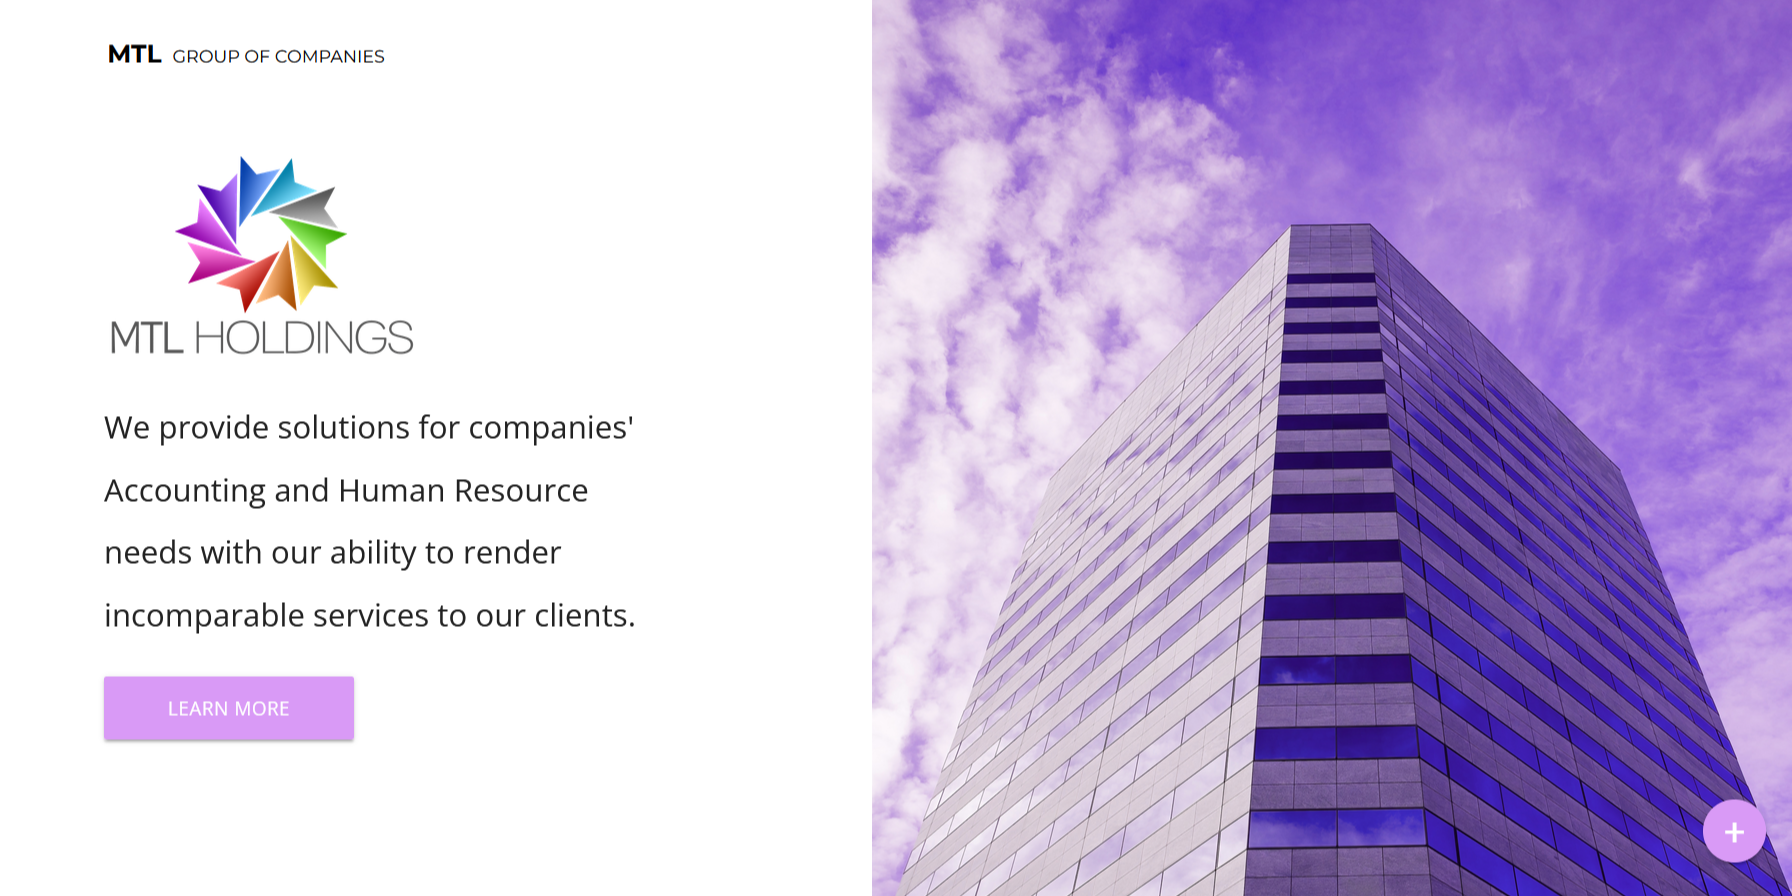 MTL GROUP OF COMPANIES
MTL HOLDINGS
We provide solutions for companies'
Accounting and Human Resource
needs with our ability to render
incomparable services to our clients.
LEARN MORE
+